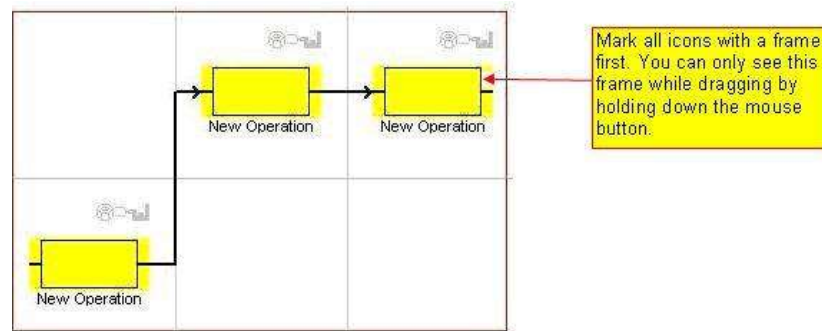 New Operation
New Operation
New Operation
Mark all icons with a frame
first. You can only see this
frame while dragging by
holding down the mouse
button.